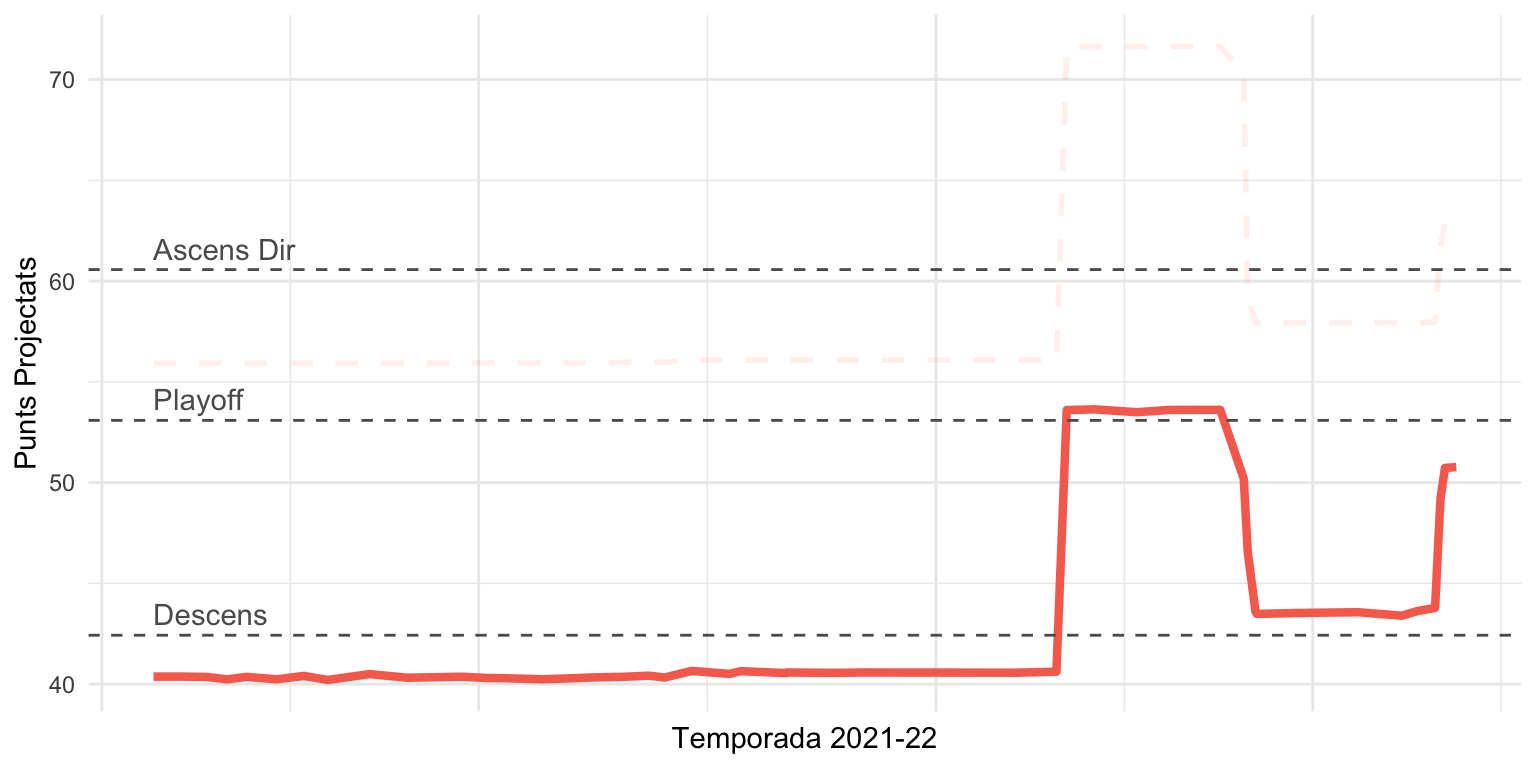 70
Ascens Dir
60
Playoff
50
Descens
40
Punts Projectats
Temporada 2021-22